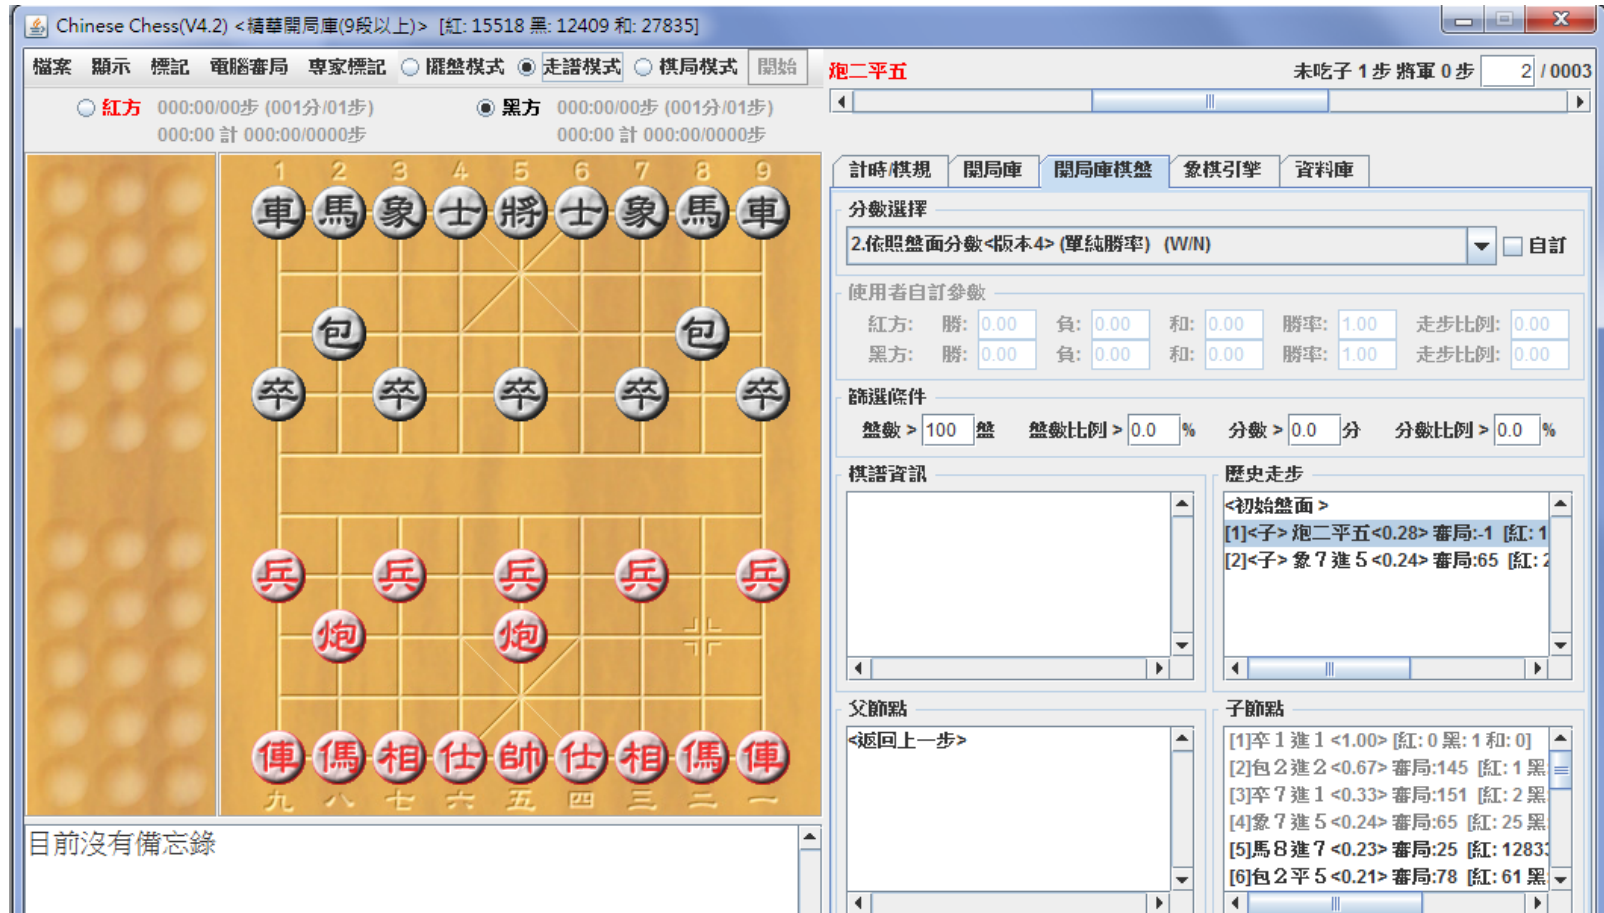 Chinese Chess(V4.2) <精華開局庫(9段以上)> [紅: 15518 黑: 12409 和: 27835]
檔案 顯示 標記 電腦審局 專家標記 擺盤模式 走譜模式 棋局模式 開始
紅方 000:00/00步 (001分/01步) 黑方 000:00/00步 (001分/01步)
000:00 計 000:00/0000步 000:00 計 000:00/0000步
炮二平五 未吃子 1 步 將軍 0 步 2 / 0003
1 2 3 4 5 6 7 8 9
車 馬 象 士 將 士 象 馬 車
包 包
卒 卒 卒 卒 卒
兵 兵 兵 兵 兵
炮 炮
俥 傌 相 仕 帥 仕 相 傌 俥
九 八 七 六 五 四 三 二 一
目前沒有備忘錄
計時/棋規 開局庫 開局庫棋盤 象棋引擎 資料庫
分數選擇
2.依照盤面分數<版本4> (單純勝率) (W/N) 自訂
使用者自訂參數
紅方: 勝: 0.00 負: 0.00 和: 0.00 勝率: 1.00 走步比例: 0.00
黑方: 勝: 0.00 負: 0.00 和: 0.00 勝率: 1.00 走步比例: 0.00
篩選條件
盤數 > 100 盤 盤數比例 > 0.0 % 分數 > 0.0 分 分數比例 > 0.0 %
棋譜資訊
歷史走步
<初始盤面 >
[1]<子> 炮二平五<0.28> 審局:-1 [紅: 1
[2]<子> 象７進５<0.24> 審局:65 [紅: 2
父節點
<返回上一步>
子節點
[1]卒１進１<1.00> [紅: 0 黑: 1 和: 0]
[2]包２進２<0.67> 審局:145 [紅: 1 黑
[3]卒７進１<0.33> 審局:151 [紅: 2 黑
[4]象７進５<0.24> 審局:65 [紅: 25 黑
[5]馬８進７<0.23> 審局:25 [紅: 12833
[6]包２平５<0.21> 審局:78 [紅: 61 黑